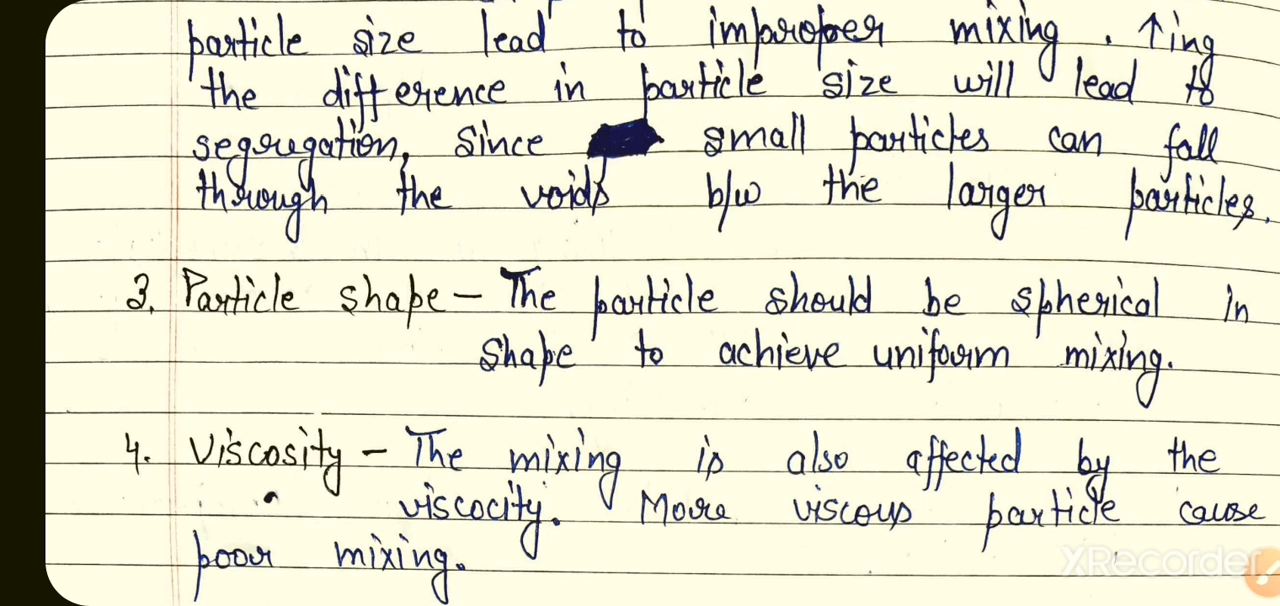 particle size lead to improper mixing. ↑ing
the difference in particle size will lead to
segregation, Since small particles can fall
through the voids b/w the larger particles.
3. Particle shape – The particle should be spherical in
shape to achieve uniform mixing.
4. Viscosity – The mixing is also affected by the
viscocity. More viscous particle cause
poor mixing.
XRecorder